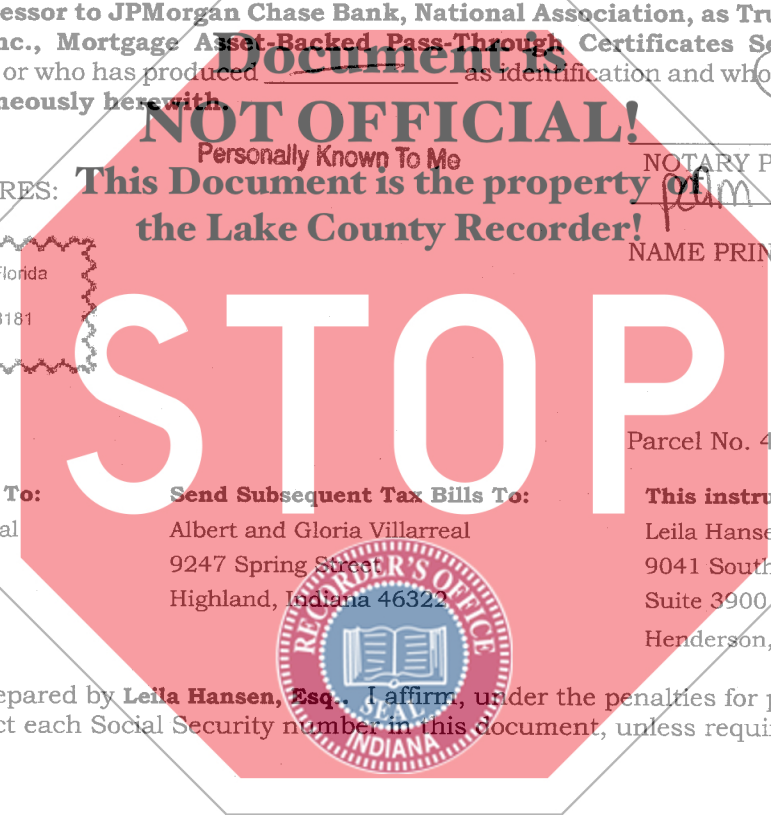 essor to JPMorgan Chase Bank, National Association, as Tru
nc., Mortgage Asset-Backed Pass-Through Certificates Se
or who has produced as identification and who
neously herewith.
Document is
NOT OFFICIAL!
This Document is the property of
the Lake County Recorder!
Personally Known To Me
NOTARY P
RES:
NAME PRIN
Florida
3181
STOP
Parcel No. 4
To:
al
Send Subsequent Tax Bills To:
Albert and Gloria Villarreal
9247 Spring Street
Highland, Indiana 46322
This instru
Leila Hanse
9041 South
Suite 3900
Henderson,
RECORDER'S OFFICE
SEAL
INDIANA
epared by Leila Hansen, Esq.. I affirm, under the penalties for p
ct each Social Security number in this document, unless requi